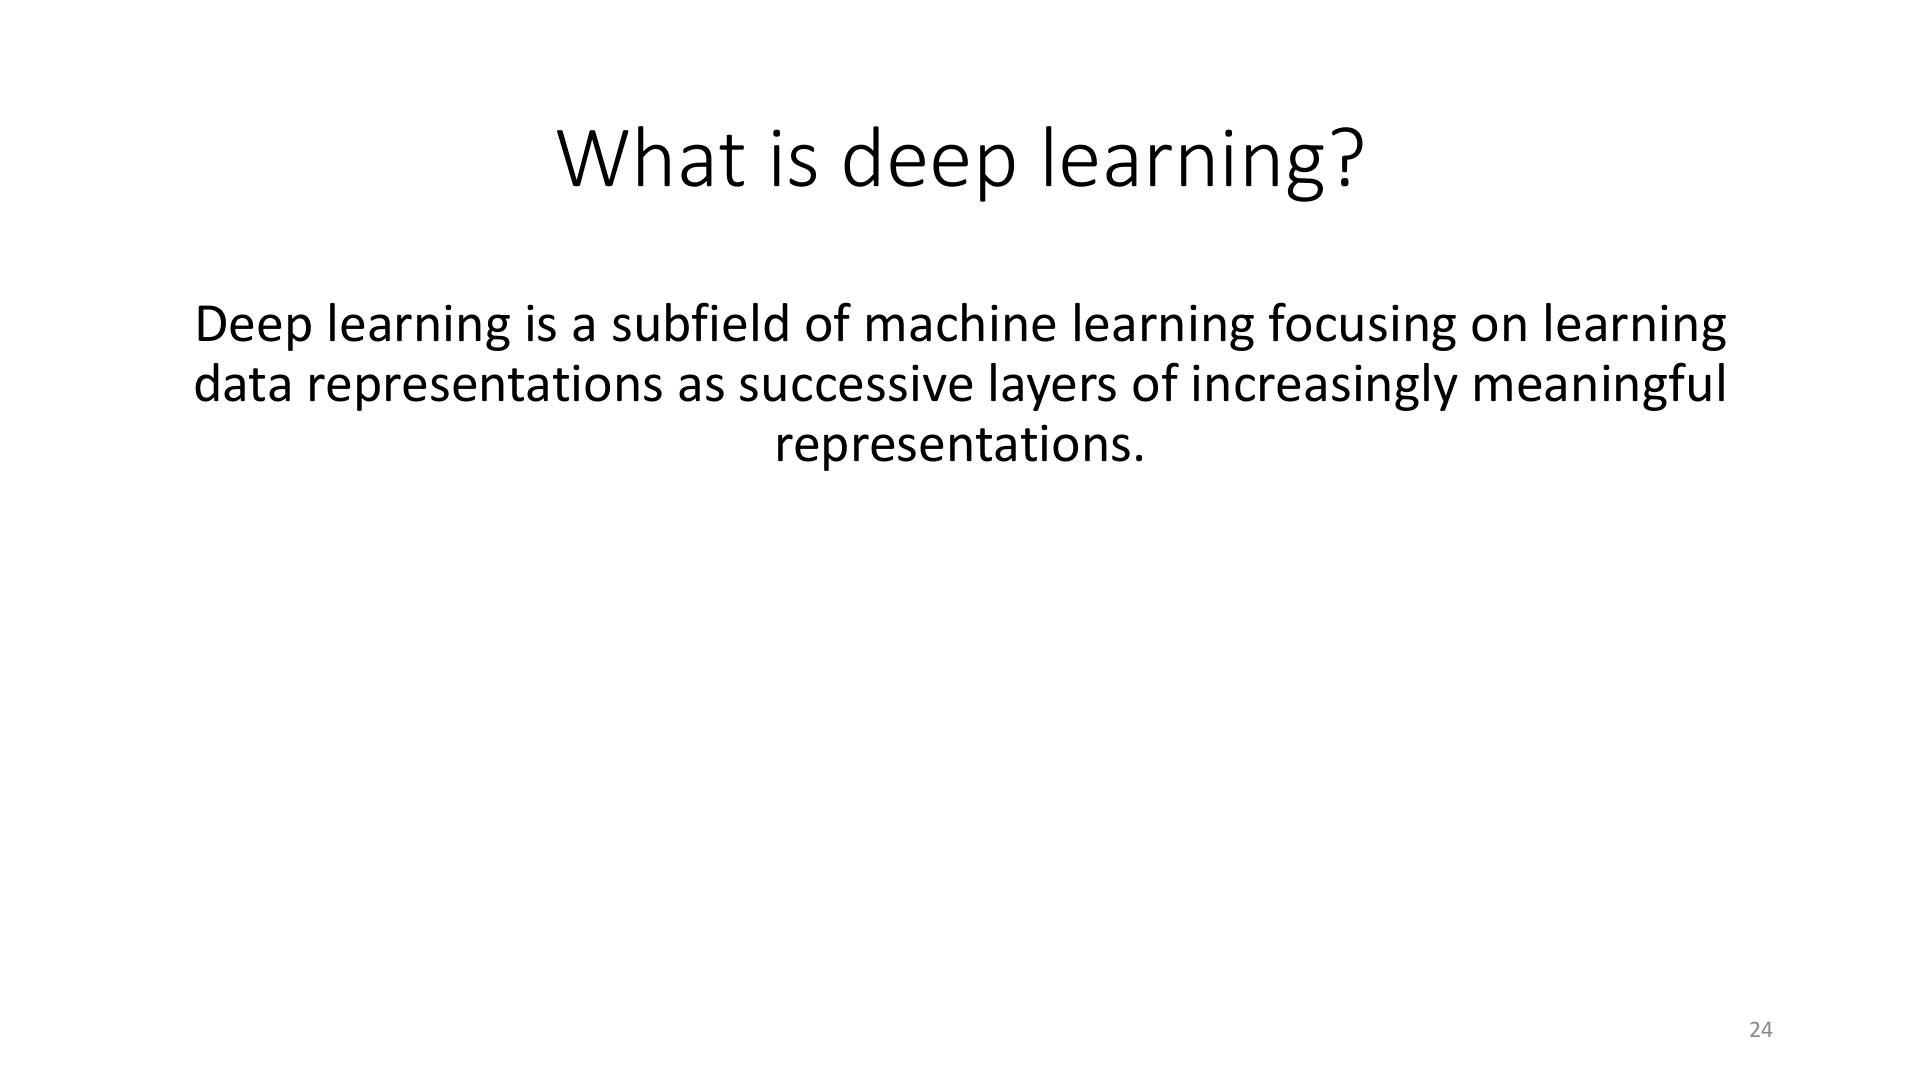 What is deep learning?
Deep learning is a subfield of machine learning focusing on learning
data representations as successive layers of increasingly meaningful
representations.
24